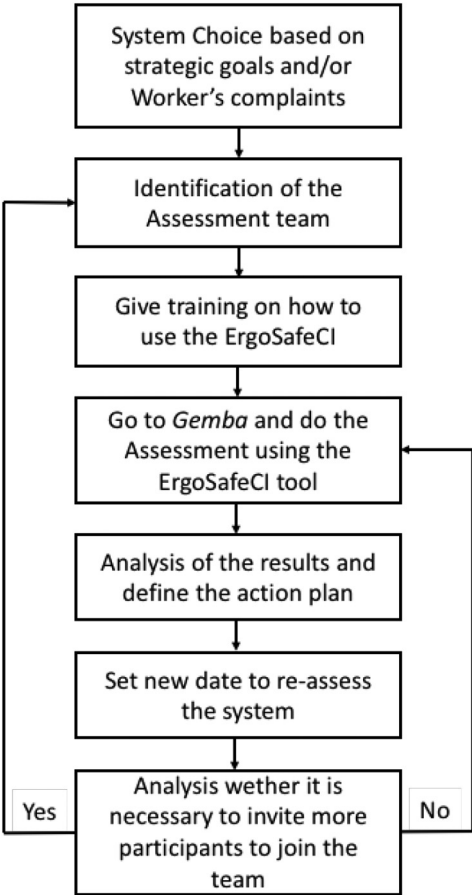 System Choice based on
strategic goals and/or
Worker's complaints
Identification of the
Assessment team
Give training on how to
use the ErgoSafeCI
Go to Gemba and do the
Assessment using the
ErgoSafeCI tool
Analysis of the results and
define the action plan
Set new date to re-assess
the system
Analysis wether it is
necessary to invite more
participants to join the
team
Yes
No